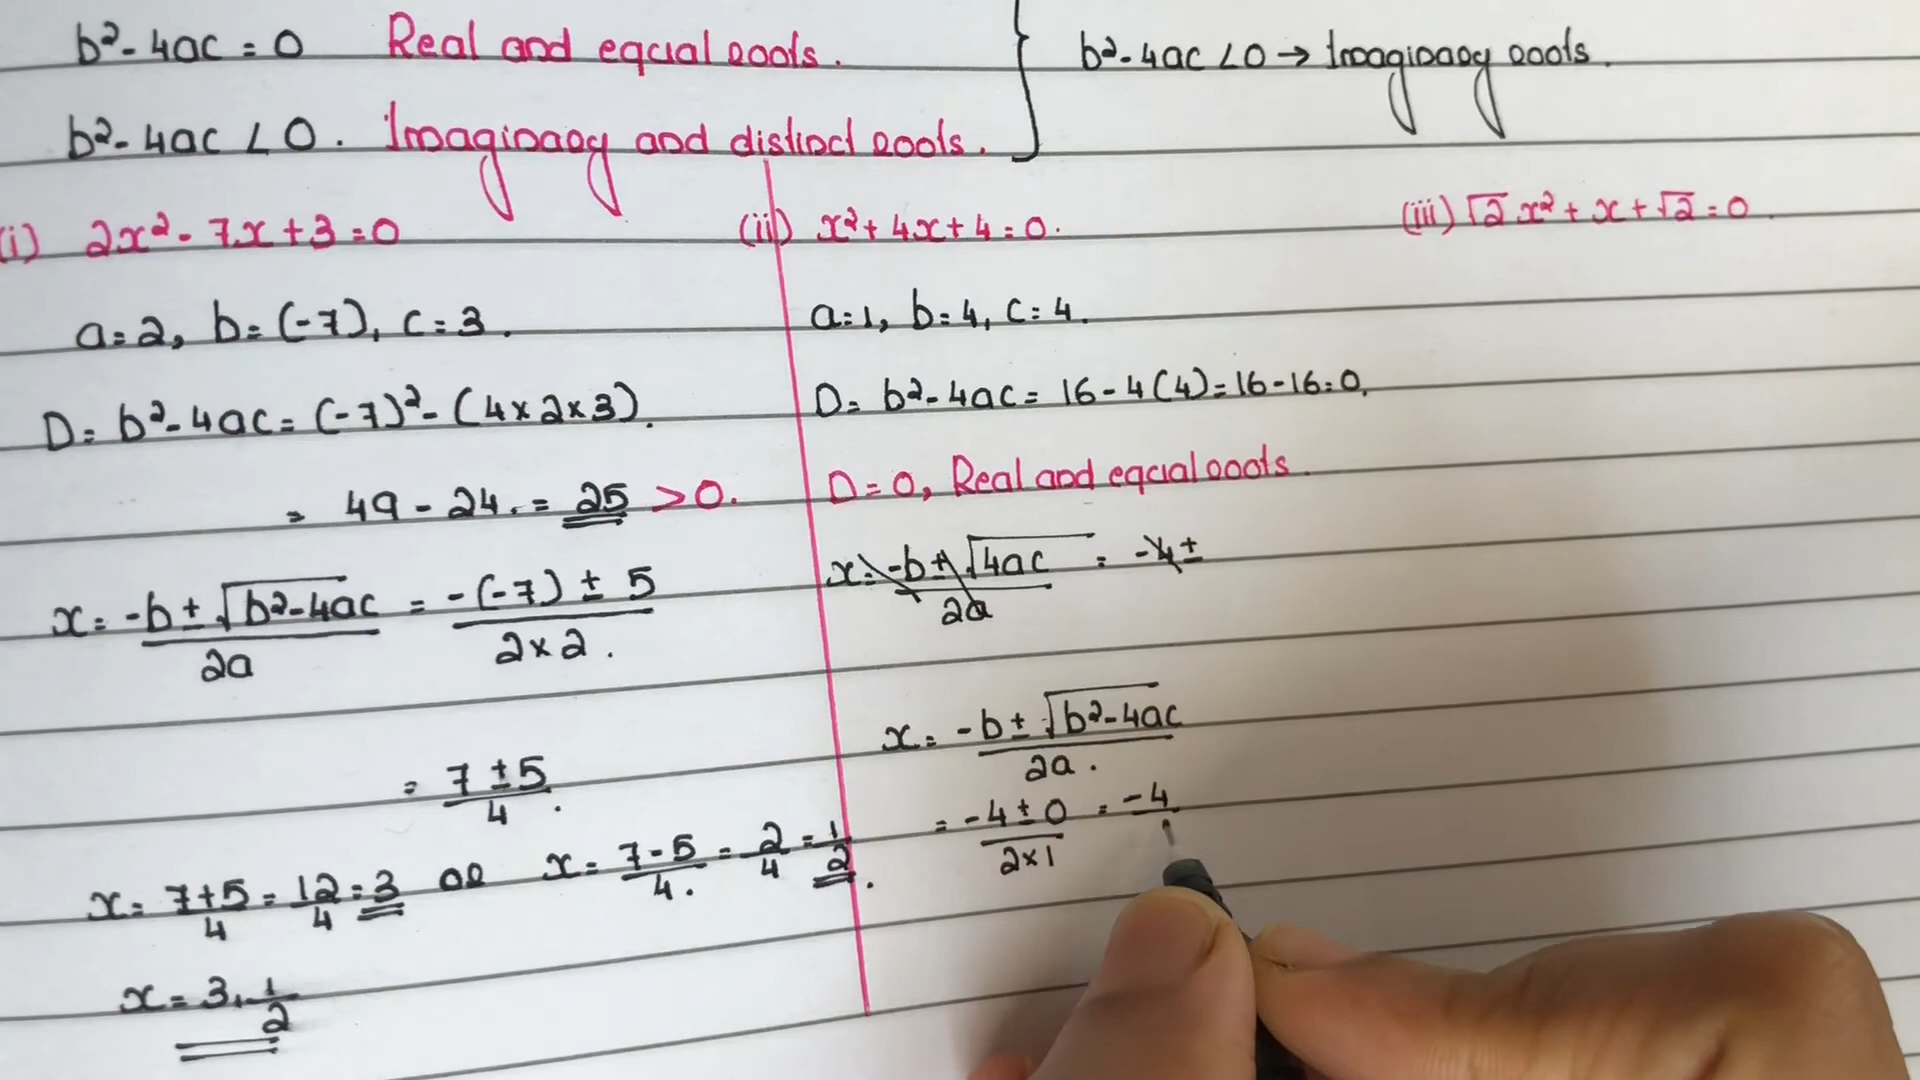 b² - 4ac = 0 Real and equal roots.
b² - 4ac < 0. Imaginary and distinct roots.
b² - 4ac < 0 → Imaginary roots.
(i) 2x² - 7x + 3 = 0
a = 2, b = (-7), c = 3.
D = b² - 4ac = (-7)² - (4 × 2 × 3).
= 49 - 24. = 25 > 0.
x = -b ± √b² - 4ac / 2a = -(-7) ± 5 / 2 × 2.
= 7 ± 5 / 4.
x = 7 + 5 / 4 = 12 / 4 = 3 or x = 7 - 5 / 4. = 2 / 4 = 1 / 2.
x = 3, 1 / 2
(ii) x² + 4x + 4 = 0.
a = 1, b = 4, c = 4.
D = b² - 4ac = 16 - 4(4) = 16 - 16 = 0.
D = 0, Real and equal roots.
x = -b ± √4ac / 2a = -4 ±
x = -b ± √b² - 4ac / 2a.
= -4 ± 0 / 2 × 1 = -4
(iii) √2 x² + x + √2 = 0.